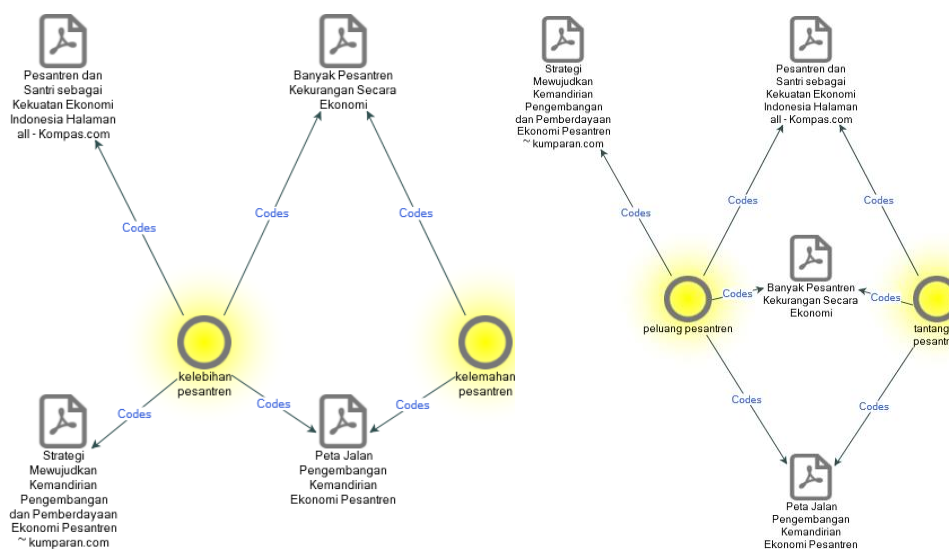 Pesantren dan
Santri sebagai
Kekuatan Ekonomi
Indonesia Halaman
all - Kompas.com
Banyak Pesantren
Kekurangan Secara
Ekonomi
Codes
Codes
Codes
kelebihan
pesantren
kelemahan
pesantren
Codes
Codes
Codes
Strategi
Mewujudkan
Kemandirian
Pengembangan
dan Pemberdayaan
Ekonomi Pesantren
~ kumparan.com
Peta Jalan
Pengembangan
Kemandirian
Ekonomi Pesantren
Strategi
Mewujudkan
Kemandirian
Pengembangan
dan Pemberdayaan
Ekonomi Pesantren
~ kumparan.com
Pesantren dan
Santri sebagai
Kekuatan Ekonomi
Indonesia Halaman
all - Kompas.com
Codes
Codes
Codes
Banyak Pesantren
Kekurangan Secara
Ekonomi
Codes
Codes
peluang pesantren
tantang
pesantr
Codes
Codes
Peta Jalan
Pengembangan
Kemandirian
Ekonomi Pesantren